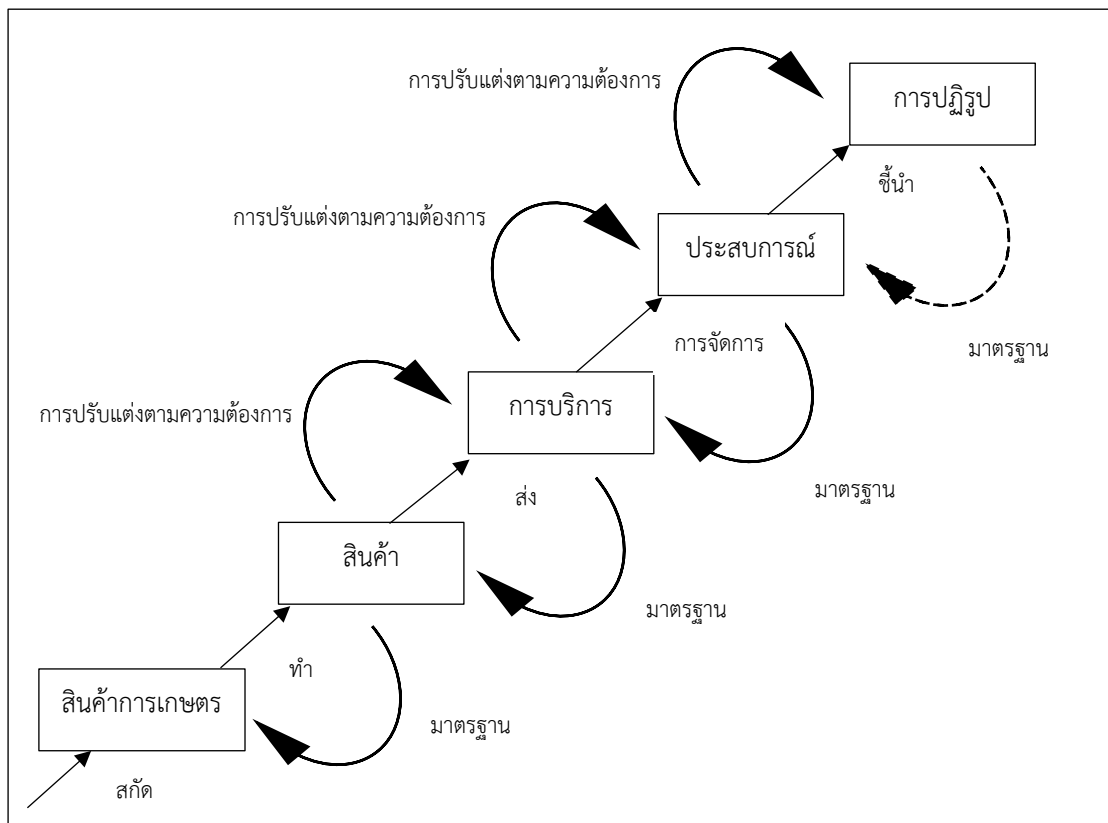 การปรับแต่งตามความต้องการ
การปฏิรูป
ชี้นำ
การปรับแต่งตามความต้องการ
ประสบการณ์
มาตรฐาน
การจัดการ
การปรับแต่งตามความต้องการ
การบริการ
มาตรฐาน
ส่ง
สินค้า
มาตรฐาน
ทำ
สินค้าการเกษตร
มาตรฐาน
สกัด